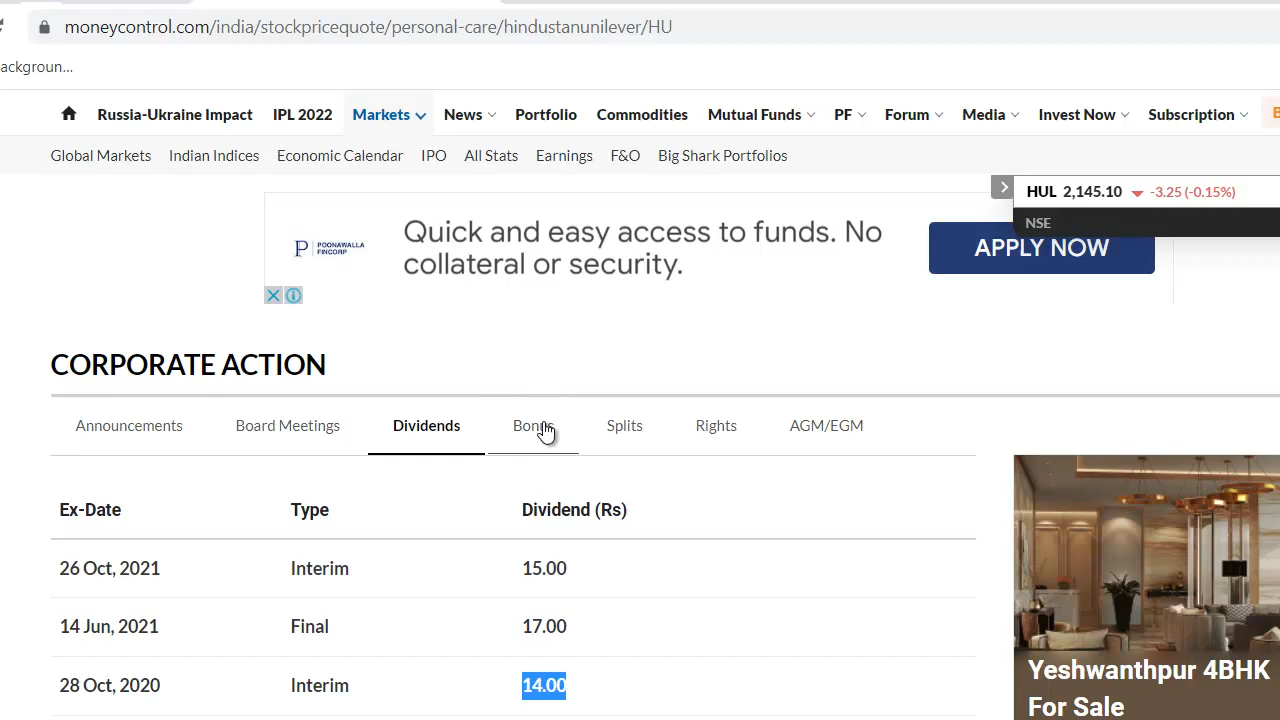 moneycontrol.com/india/stockpricequote/personal-care/hindustanunilever/HU
ackgroun...
Russia-Ukraine Impact IPL 2022 Markets News Portfolio Commodities Mutual Funds PF Forum Media Invest Now Subscription
Global Markets Indian Indices Economic Calendar IPO All Stats Earnings F&O Big Shark Portfolios
HUL 2,145.10 -3.25 (-0.15%)
NSE
POONAWALLA
FINCORP
Quick and easy access to funds. No
collateral or security.
APPLY NOW
CORPORATE ACTION
Announcements Board Meetings Dividends Bonus Splits Rights AGM/EGM
Ex-Date Type Dividend (Rs)
26 Oct, 2021 Interim 15.00
14 Jun, 2021 Final 17.00
28 Oct, 2020 Interim 14.00
Yeshwanthpur 4BHK
For Sale